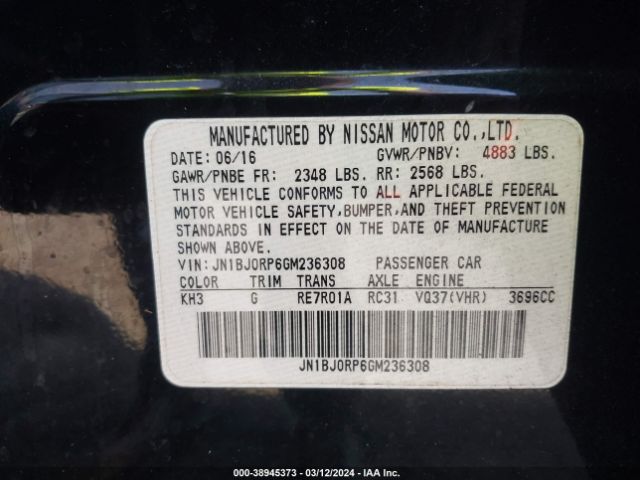 MANUFACTURED BY NISSAN MOTOR CO.,LTD.
DATE: 06/16 GVWR/PNBV: 4883 LBS.
GAWR/PNBE FR: 2348 LBS. RR: 2568 LBS.
THIS VEHICLE CONFORMS TO ALL APPLICABLE FEDERAL
MOTOR VEHICLE SAFETY,BUMPER,AND THEFT PREVENTION
STANDARDS IN EFFECT ON THE DATE OF MANUFACTURE
SHOWN ABOVE.
VIN:JN1BJ0RP6GM236308 PASSENGER CAR
COLOR TRIM TRANS AXLE ENGINE
KH3 G RE7R01A RC31 VQ37(VHR) 3696CC
JN1BJ0RP6GM236308
000-38945373 - 03/12/2024 - IAA Inc.